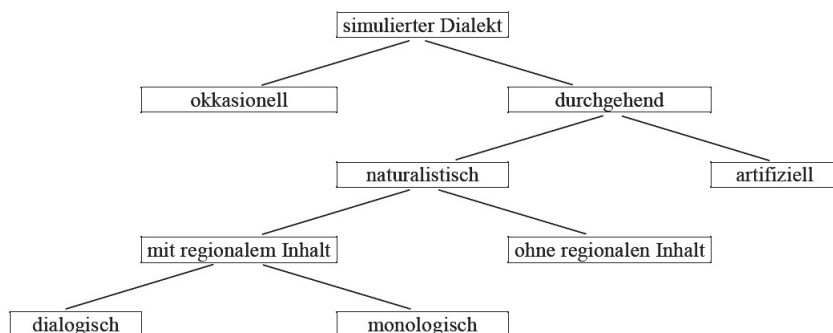 simulierter Dialekt
okkasionell
durchgehend
naturalistisch
artifiziell
mit regionalem Inhalt
ohne regionalen Inhalt
dialogisch
monologisch